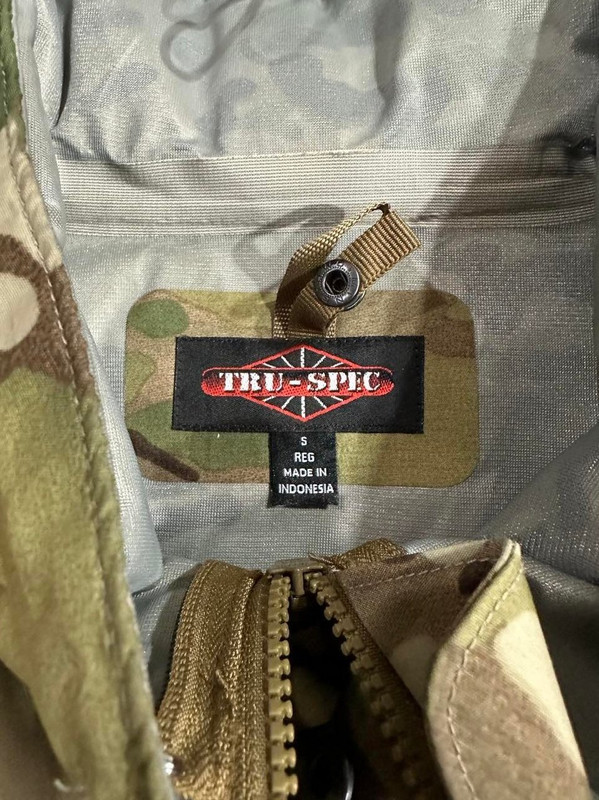 TRU-SPEC
S
REG
MADE IN
INDONESIA